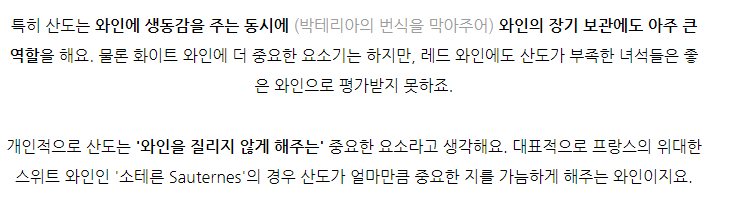 특히 산도는 와인에 생동감을 주는 동시에 (박테리아의 번식을 막아주어) 와인의 장기 보관에도 아주 큰
역할을 해요. 물론 화이트 와인에 더 중요한 요소기는 하지만, 레드 와인에도 산도가 부족한 녀석들은 좋
은 와인으로 평가받지 못하죠.
개인적으로 산도는 '와인을 질리지 않게 해주는' 중요한 요소라고 생각해요. 대표적으로 프랑스의 위대한
스위트 와인인 '소테른 Sauternes'의 경우 산도가 얼마만큼 중요한 지를 가늠하게 해주는 와인이지요.